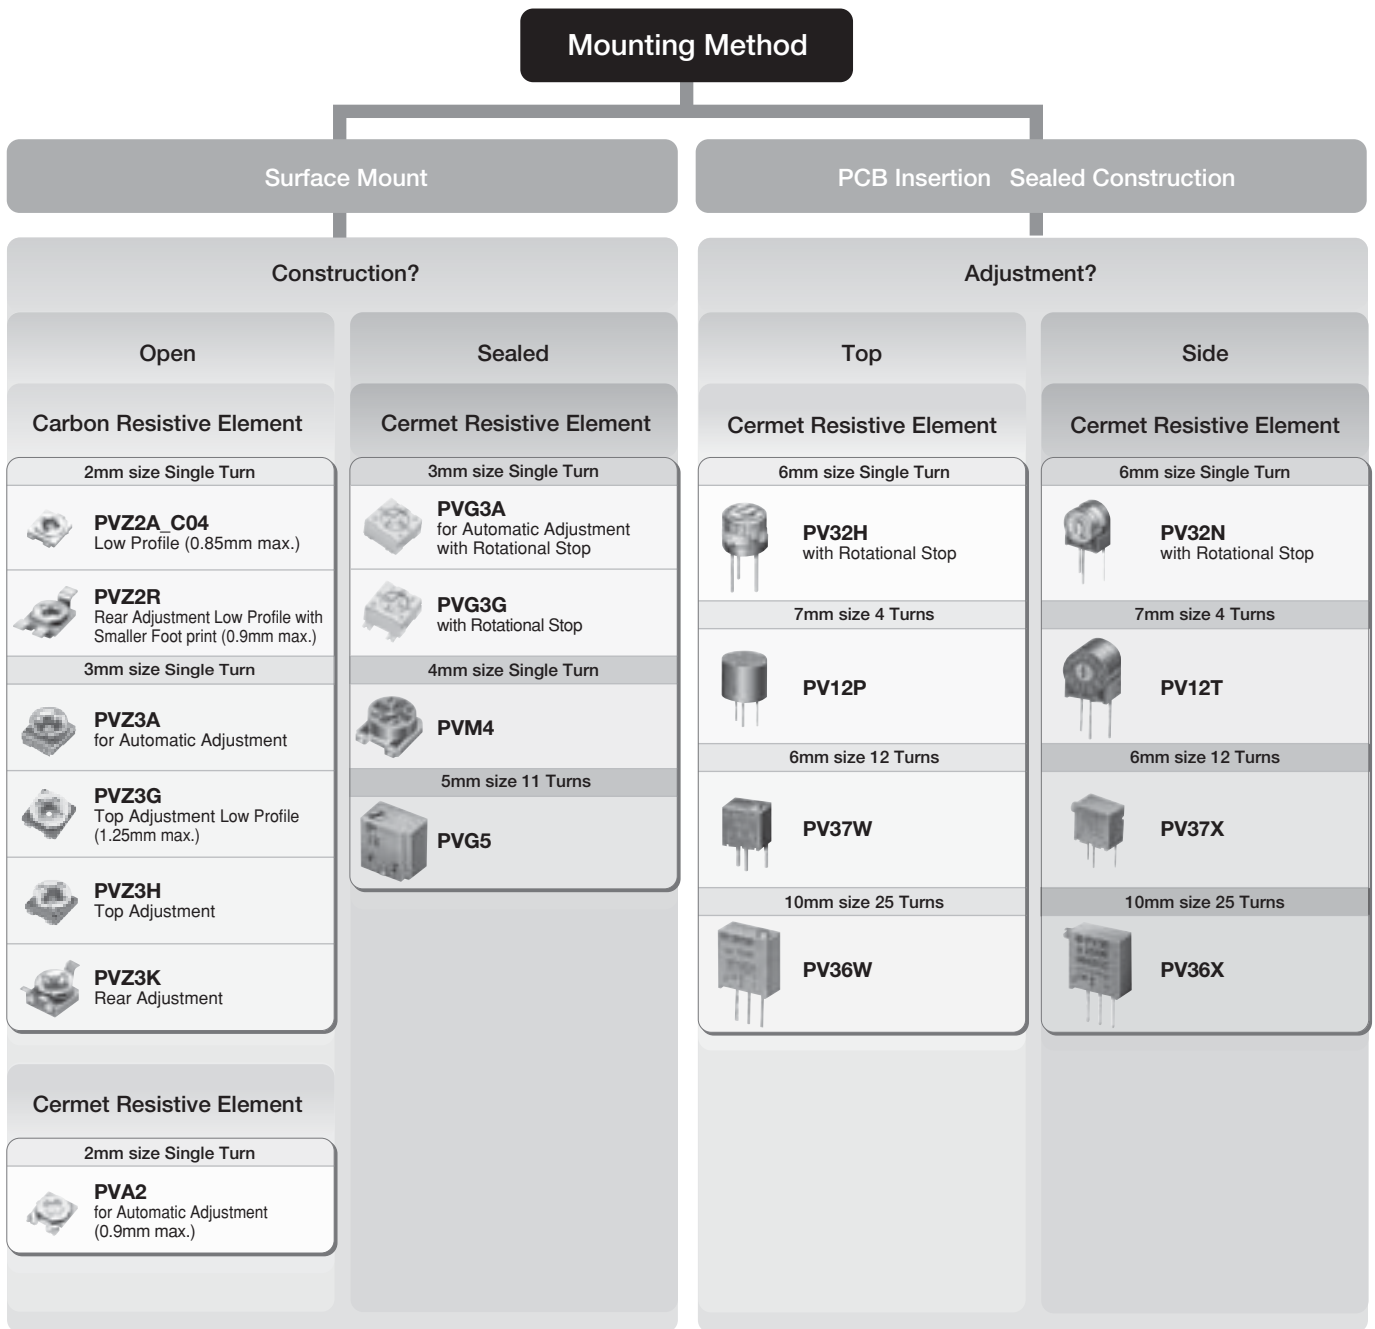 Mounting Method
Surface Mount
PCB Insertion Sealed Construction
Construction?
Adjustment?
Open
Sealed
Top
Side
Carbon Resistive Element
2mm size Single Turn
PVZ2A_C04
Low Profile (0.85mm max.)
PVZ2R
Rear Adjustment Low Profile with
Smaller Foot print (0.9mm max.)
3mm size Single Turn
PVZ3A
for Automatic Adjustment
PVZ3G
Top Adjustment Low Profile
(1.25mm max.)
PVZ3H
Top Adjustment
PVZ3K
Rear Adjustment
Cermet Resistive Element
2mm size Single Turn
PVA2
for Automatic Adjustment
(0.9mm max.)
Cermet Resistive Element
3mm size Single Turn
PVG3A
for Automatic Adjustment
with Rotational Stop
PVG3G
with Rotational Stop
4mm size Single Turn
PVM4
5mm size 11 Turns
PVG5
Cermet Resistive Element
6mm size Single Turn
PV32H
with Rotational Stop
7mm size 4 Turns
PV12P
6mm size 12 Turns
PV37W
10mm size 25 Turns
PV36W
Cermet Resistive Element
6mm size Single Turn
PV32N
with Rotational Stop
7mm size 4 Turns
PV12T
6mm size 12 Turns
PV37X
10mm size 25 Turns
PV36X